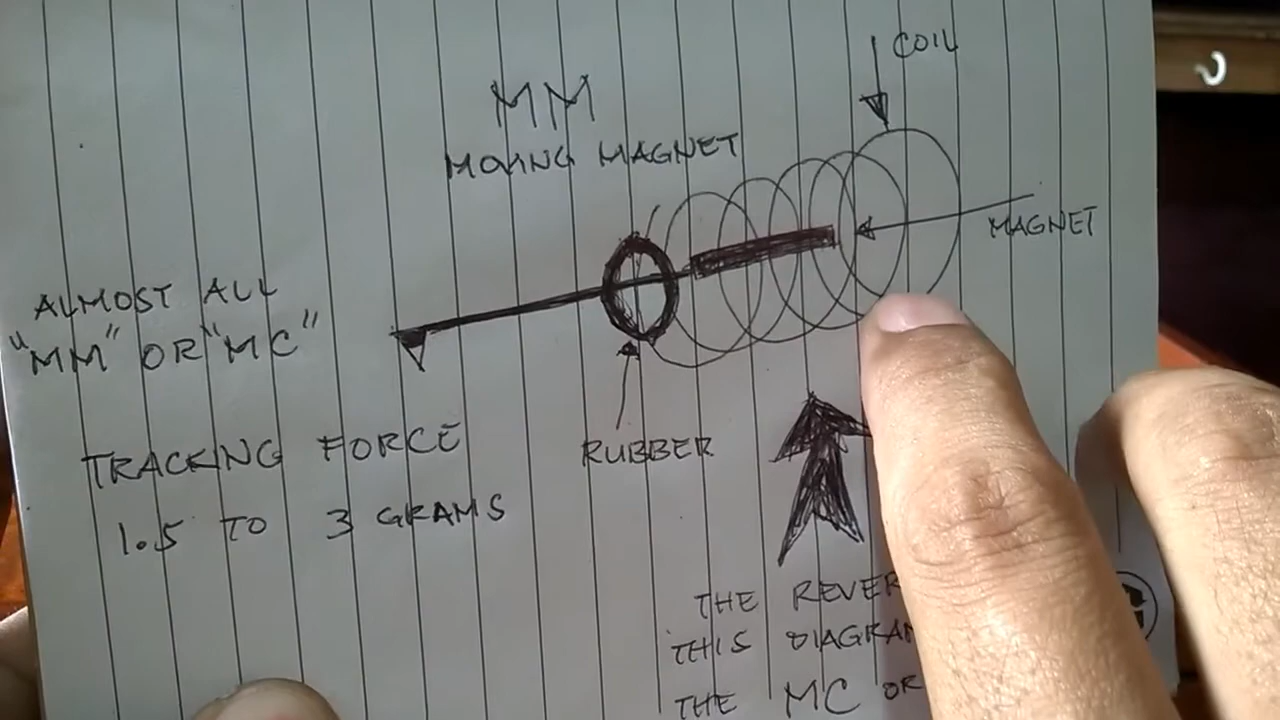 COIL
MM
MOVING MAGNET
MAGNET
ALMOST ALL
"MM" OR "MC"
RUBBER
TRACKING FORCE
1.5 TO 3 GRAMS
THE
THIS
THE MC OR